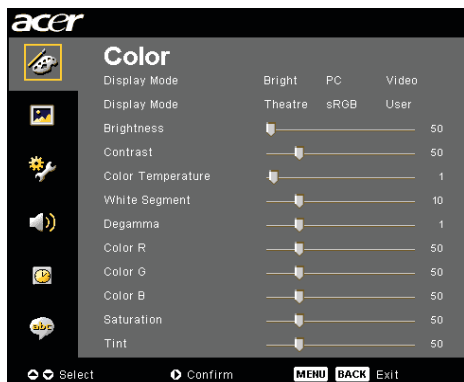 acer
Color
Display Mode Bright PC Video
Display Mode Theatre sRGB User
Brightness 50
Contrast 50
Color Temperature 1
White Segment 10
Degamma 1
Color R 50
Color G 50
Color B 50
Saturation 50
Tint 50
abc
Select Confirm MENU BACK Exit